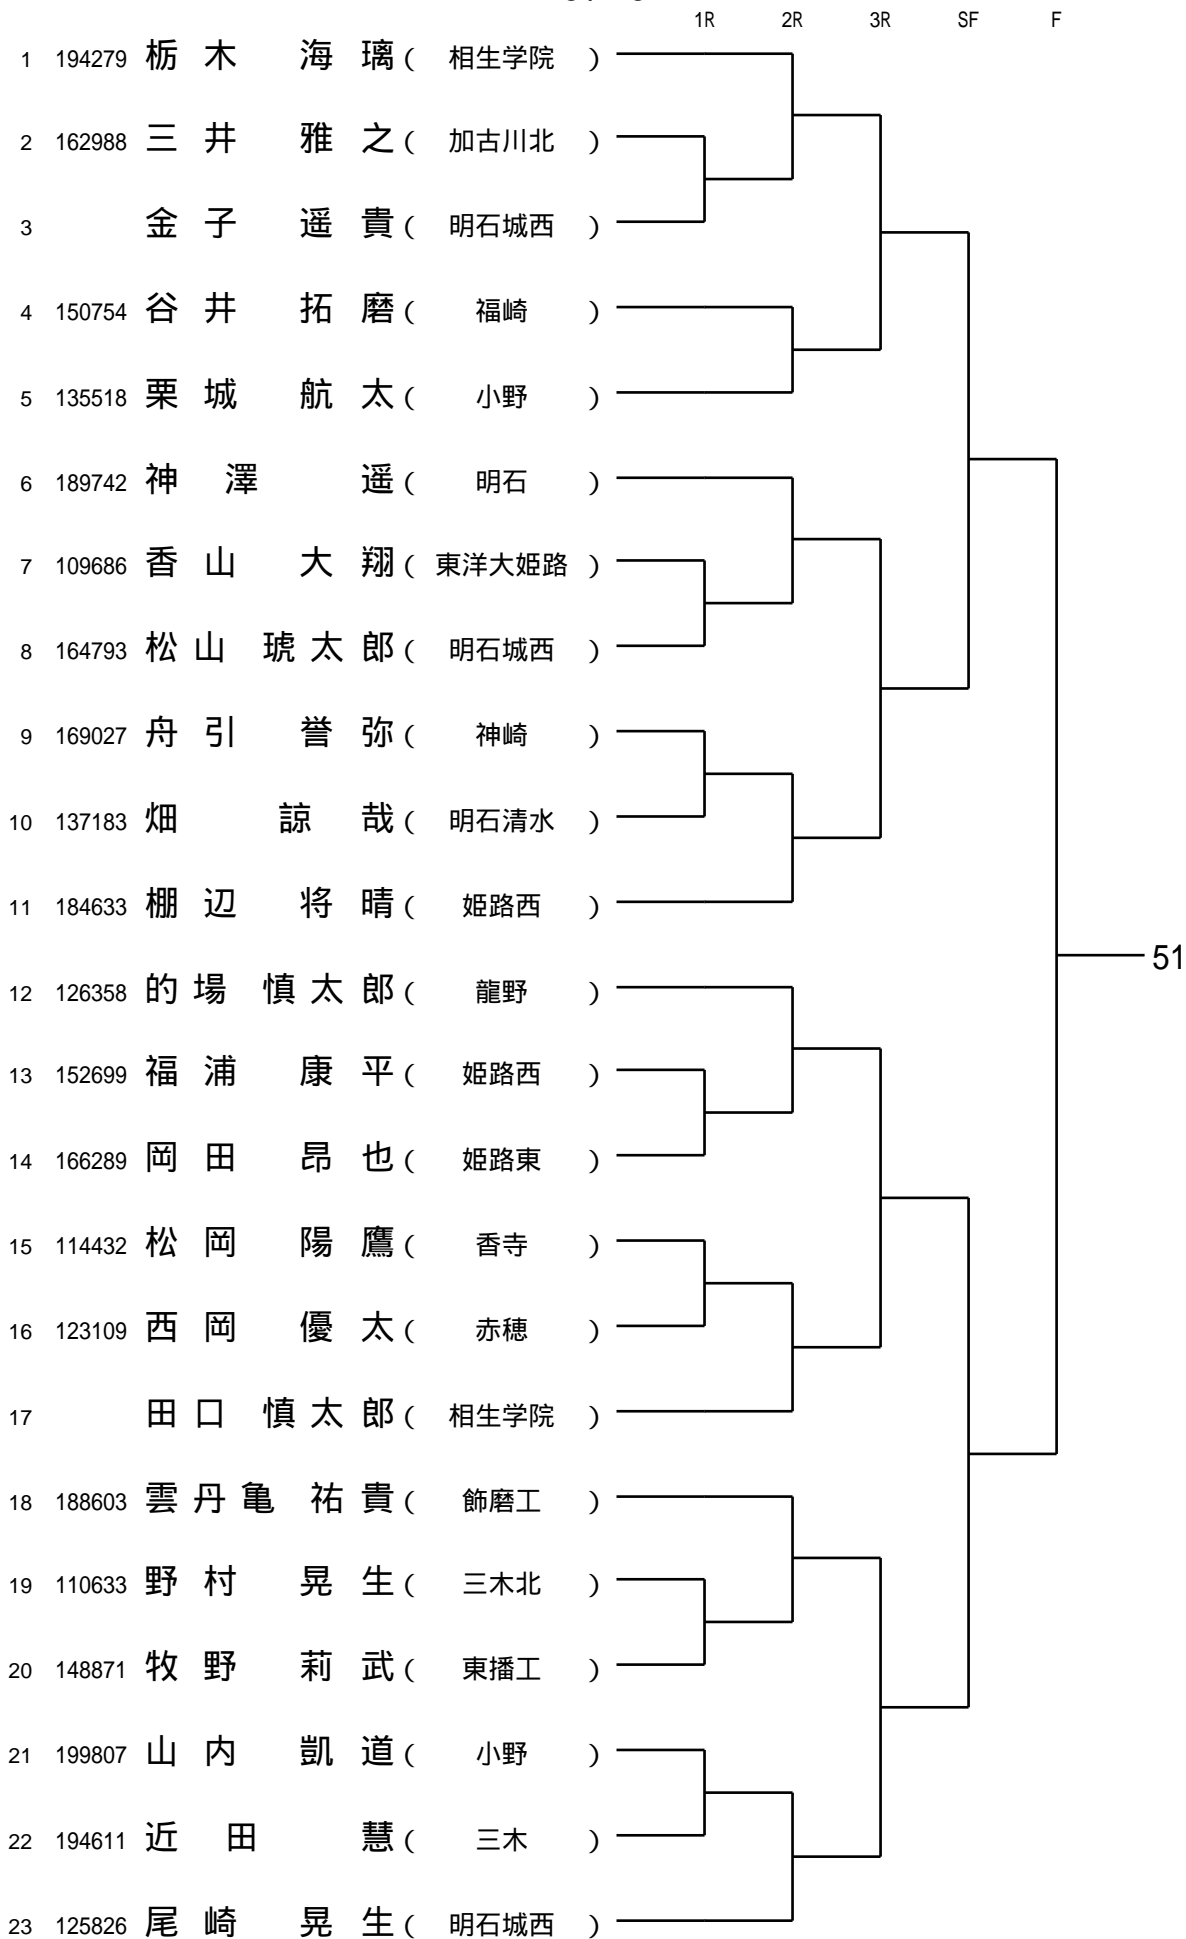 1R 2R 3R SF F
1 194279 栃木 海璃 ( 相生学院 )
2 162988 三井 雅之 ( 加古川北 )
3 金子 遥貴 ( 明石城西 )
4 150754 谷井 拓磨 ( 福崎 )
5 135518 栗城 航太 ( 小野 )
6 189742 神澤 遥 ( 明石 )
7 109686 香山 大翔 ( 東洋大姫路 )
8 164793 松山 琥太郎 ( 明石城西 )
9 169027 舟引 誉弥 ( 神崎 )
10 137183 畑 諒哉 ( 明石清水 )
11 184633 棚辺 将晴 ( 姫路西 )
51
12 126358 的場 慎太郎 ( 龍野 )
13 152699 福浦 康平 ( 姫路西 )
14 166289 岡田 昂也 ( 姫路東 )
15 114432 松岡 陽鷹 ( 香寺 )
16 123109 西岡 優太 ( 赤穂 )
17 田口 慎太郎 ( 相生学院 )
18 188603 雲丹亀 祐貴 ( 飾磨工 )
19 110633 野村 晃生 ( 三木北 )
20 148871 牧野 莉武 ( 東播工 )
21 199807 山内 凱道 ( 小野 )
22 194611 近田 慧 ( 三木 )
23 125826 尾崎 晃生 ( 明石城西 )